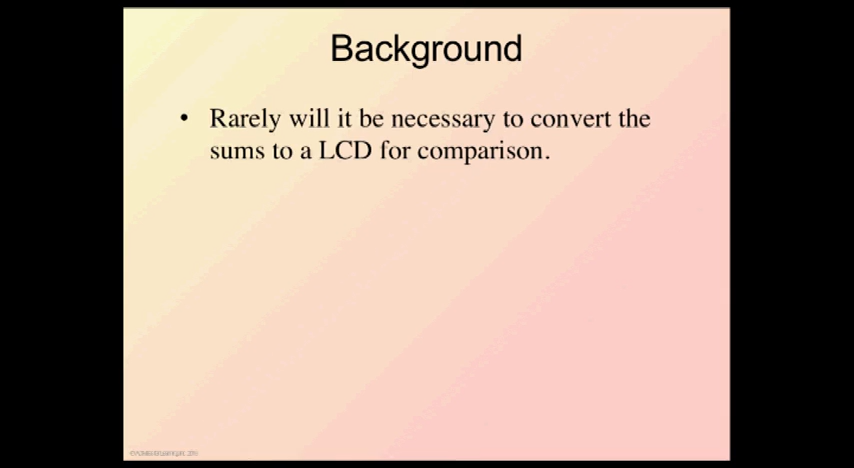 Background
• Rarely will it be necessary to convert the
sums to a LCD for comparison.